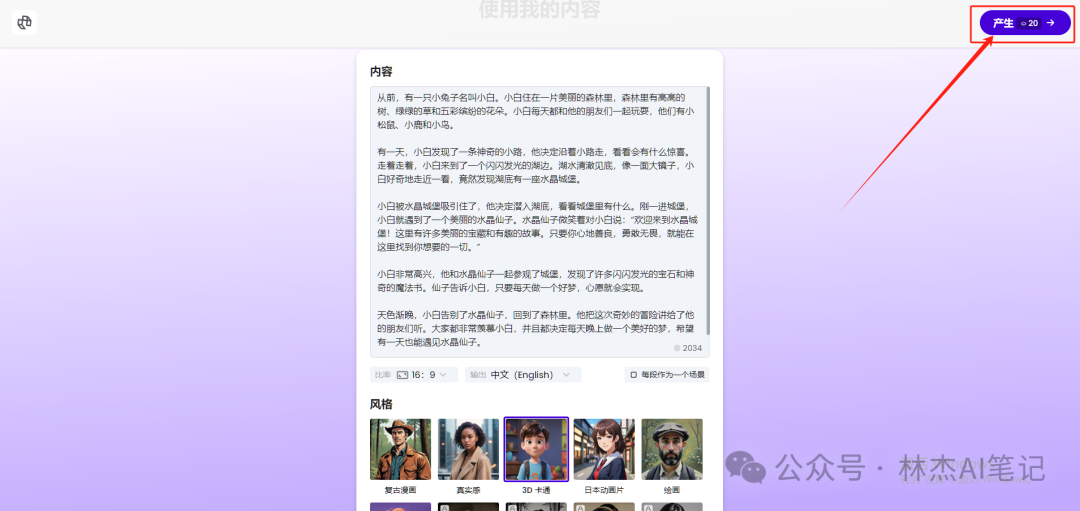 使用我的内容
产生 20 →
内容
从前，有一只小兔子名叫小白。小白住在一片美丽的森林里，森林里有高高的
树、绿绿的草和五彩缤纷的花朵。小白每天都和他的朋友们一起玩耍，他们有小
松鼠、小鹿和小鸟。
有一天，小白发现了一条神奇的小路，他决定沿着小路走，看看会有什么惊喜。
走着走着，小白来到了一个闪闪发光的湖边。湖水清澈见底，像一面大镜子，小
白好奇地走近一看，竟然发现湖底有一座水晶城堡。
小白被水晶城堡吸引住了，他决定潜入湖底，看看城堡里有什么。刚一进城堡，
小白就遇到了一个美丽的水晶仙子。水晶仙子微笑着对小白说：“欢迎来到水晶城
堡！这里有许多美丽的宝藏和有趣的故事。只要你心地善良，勇敢无畏，就能在
这里找到你想要的一切。”
小白非常高兴，他和水晶仙子一起参观了城堡，发现了许多闪闪发光的宝石和神
奇的魔法书。仙子告诉小白，只要每天做一个好梦，心愿就会实现。
天色渐晚，小白告别了水晶仙子，回到了森林里。他把这次奇妙的冒险讲给了他
的朋友们听。大家都非常羡慕小白，并且都决定每天晚上做一个美好的梦，希望
有一天也能遇见水晶仙子。
2034
比率 16：9 输出 中文（English） 每段作为一个场景
风格
复古漫画 真实感 3D 卡通 日本动画片 绘画
公众号 · 林杰AI笔记